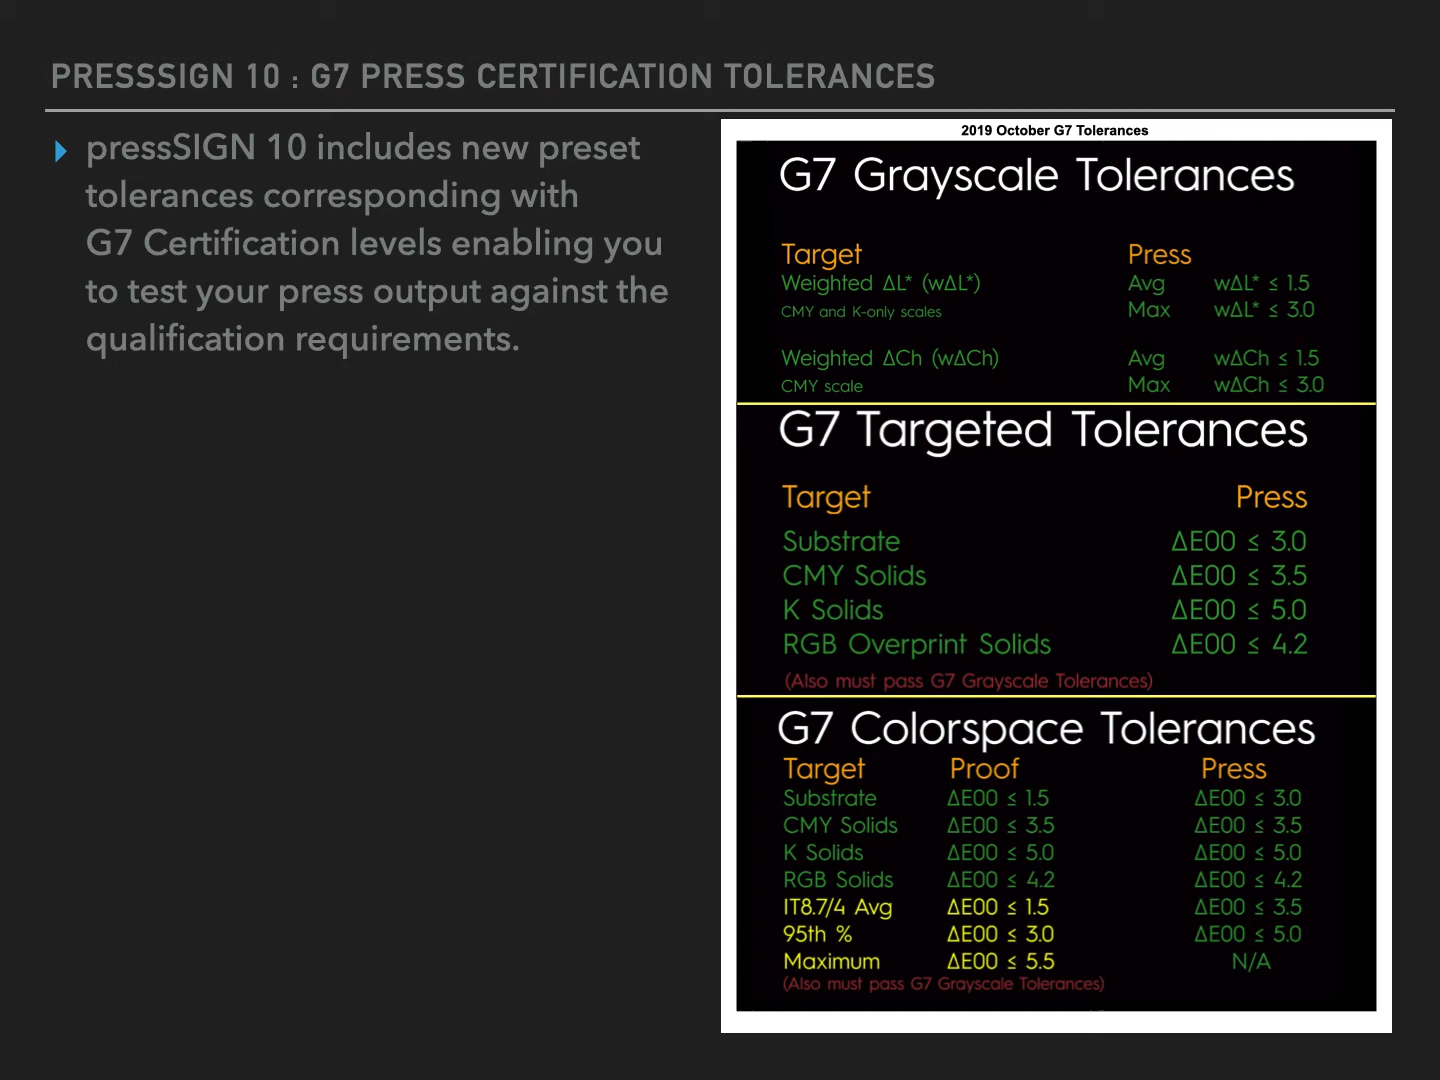 PRESSSIGN 10 : G7 PRESS CERTIFICATION TOLERANCES
pressSIGN 10 includes new preset
tolerances corresponding with
G7 Certification levels enabling you
to test your press output against the
qualification requirements.
2019 October G7 Tolerances
G7 Grayscale Tolerances
Target Press
Weighted ΔL* (wΔL*) Avg wΔL* ≤ 1.5
CMY and K-only scales Max wΔL* ≤ 3.0
Weighted ΔCh (wΔCh) Avg wΔCh ≤ 1.5
CMY scale Max wΔCh ≤ 3.0
G7 Targeted Tolerances
Target Press
Substrate ΔE00 ≤ 3.0
CMY Solids ΔE00 ≤ 3.5
K Solids ΔE00 ≤ 5.0
RGB Overprint Solids ΔE00 ≤ 4.2
(Also must pass G7 Grayscale Tolerances)
G7 Colorspace Tolerances
Target Proof Press
Substrate ΔE00 ≤ 1.5 ΔE00 ≤ 3.0
CMY Solids ΔE00 ≤ 3.5 ΔE00 ≤ 3.5
K Solids ΔE00 ≤ 5.0 ΔE00 ≤ 5.0
RGB Solids ΔE00 ≤ 4.2 ΔE00 ≤ 4.2
IT8.7/4 Avg ΔE00 ≤ 1.5 ΔE00 ≤ 3.5
95th % ΔE00 ≤ 3.0 ΔE00 ≤ 5.0
Maximum ΔE00 ≤ 5.5 N/A
(Also must pass G7 Grayscale Tolerances)